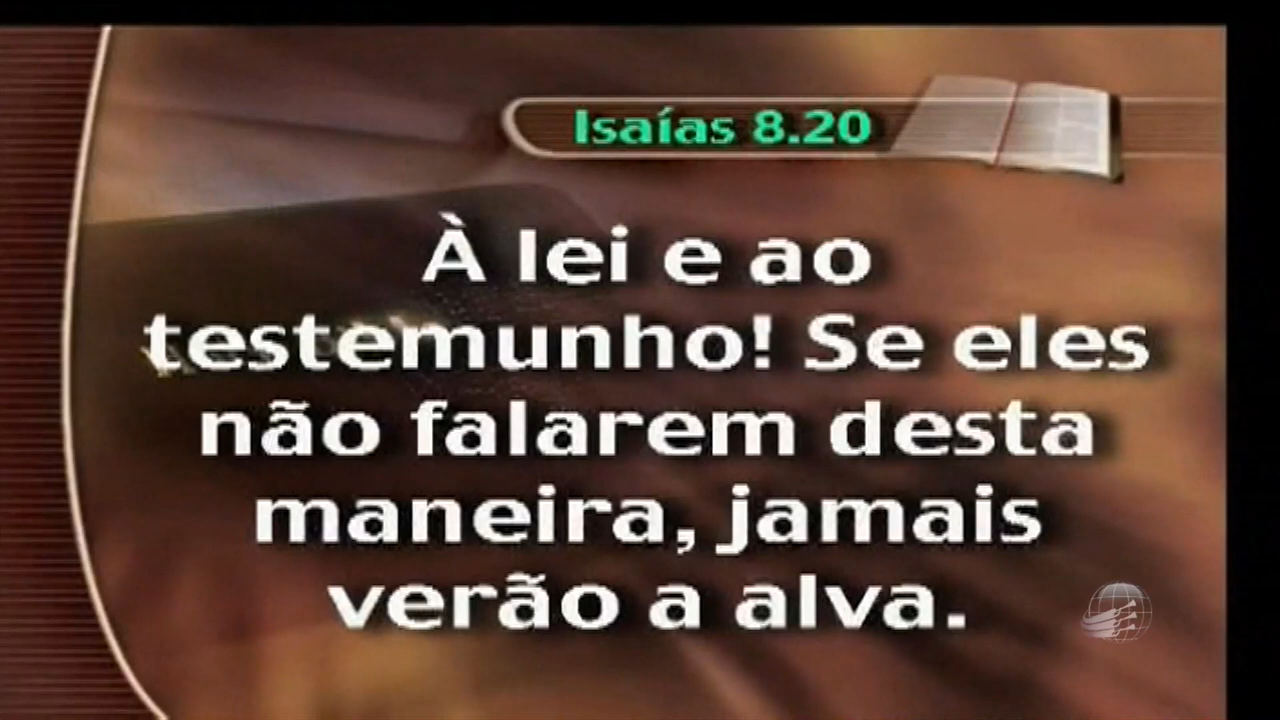 Isaías 8.20
À lei e ao
testemunho! Se eles
não falarem desta
maneira, jamais
verão a alva.